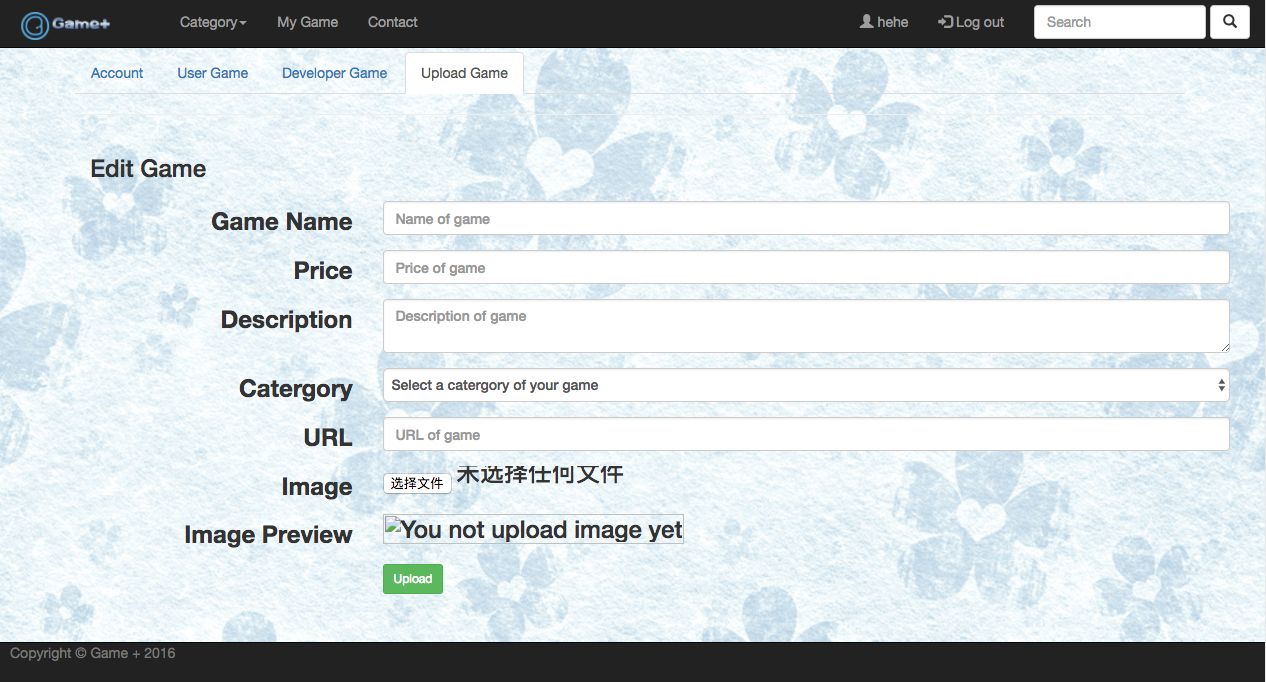 Game+ Category My Game Contact hehe Log out Search
Account User Game Developer Game Upload Game
Edit Game
Game Name Name of game
Price Price of game
Description Description of game
Catergory Select a catergory of your game
URL URL of game
Image 选择文件 未选择任何文件
Image Preview You not upload image yet
Upload
Copyright © Game + 2016